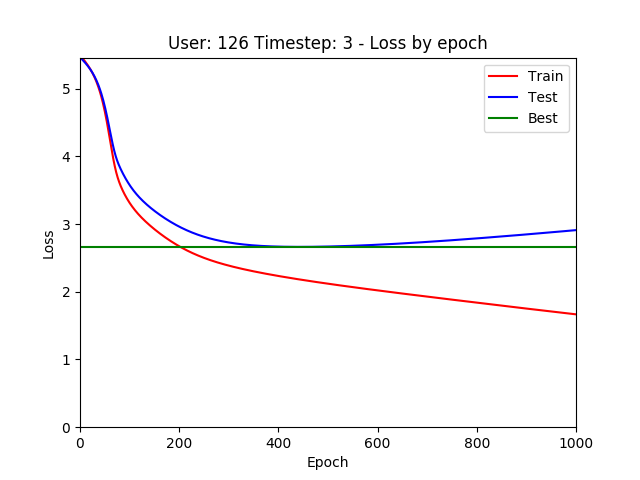 User: 126 Timestep: 3 - Loss by epoch
Train
Test
Best
5
4
3
2
1
0
Loss
0 200 400 600 800 1000
Epoch